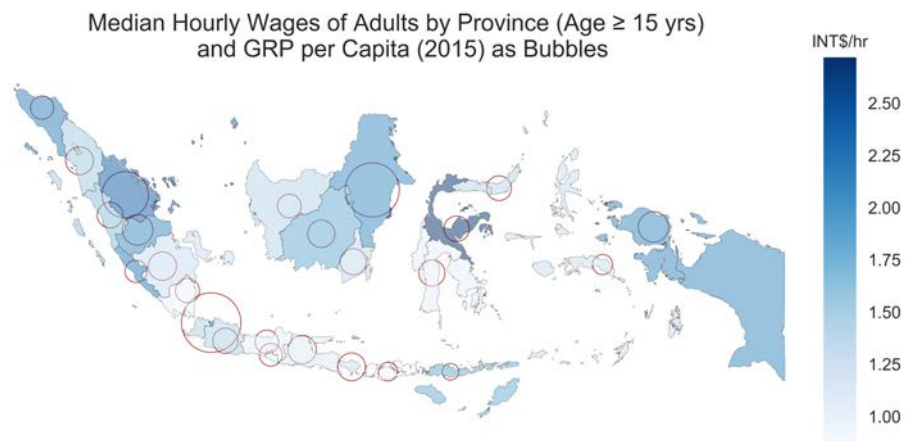 Median Hourly Wages of Adults by Province (Age ≥ 15 yrs)
and GRP per Capita (2015) as Bubbles
INT$/hr
2.50
2.25
2.00
1.75
1.50
1.25
1.00